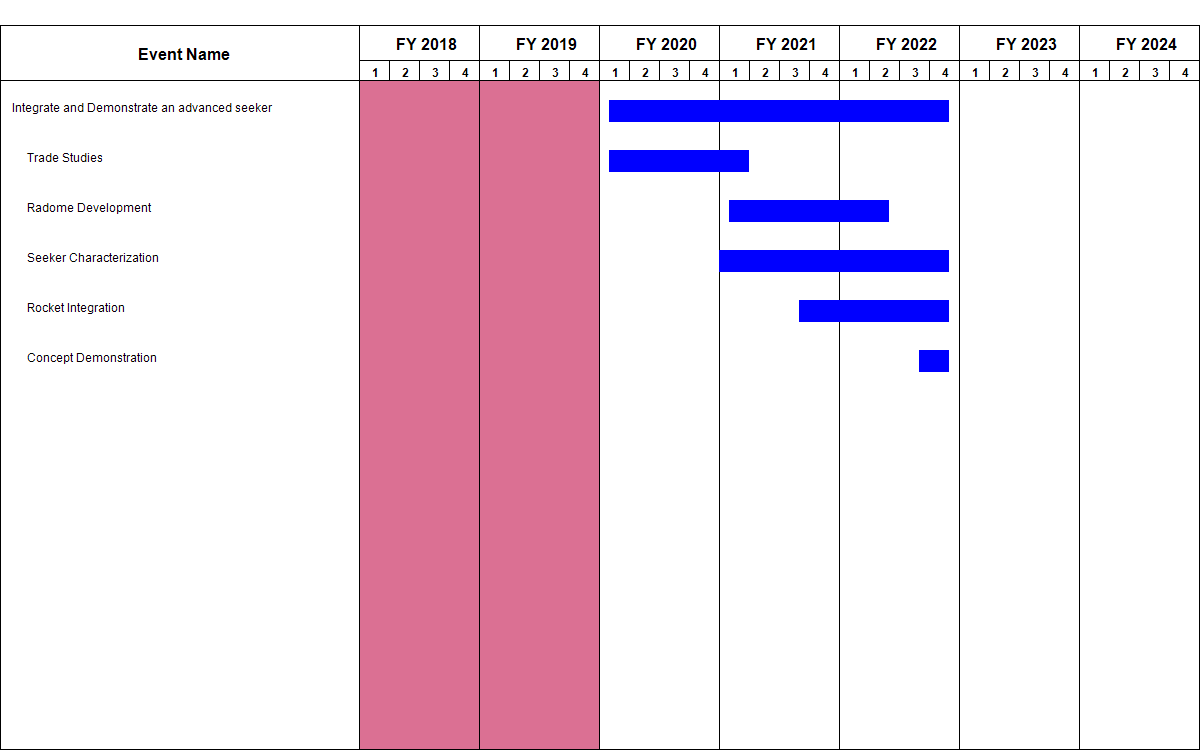 Event Name FY 2018 FY 2019 FY 2020 FY 2021 FY 2022 FY 2023 FY 2024
1 2 3 4 1 2 3 4 1 2 3 4 1 2 3 4 1 2 3 4 1 2 3 4 1 2 3 4
Integrate and Demonstrate an advanced seeker
Trade Studies
Radome Development
Seeker Characterization
Rocket Integration
Concept Demonstration